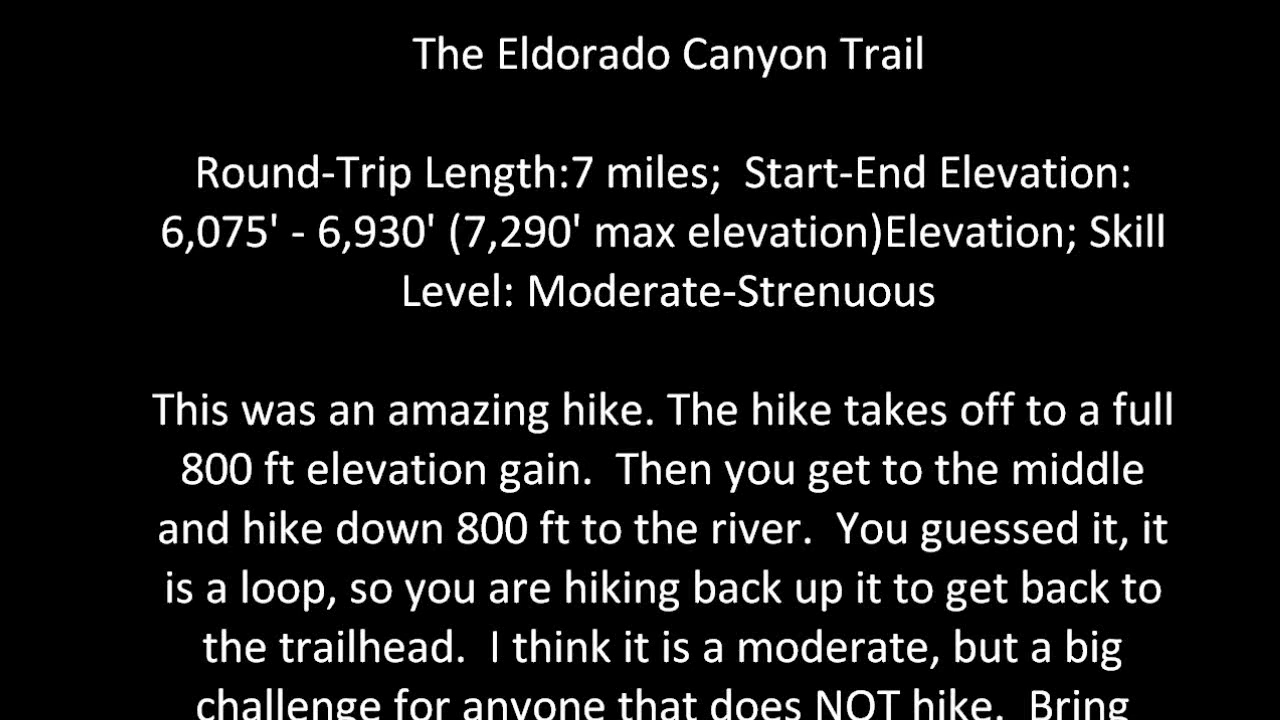 The Eldorado Canyon Trail
Round-Trip Length:7 miles;  Start-End Elevation:
6,075' - 6,930' (7,290' max elevation)Elevation; Skill
Level: Moderate-Strenuous
This was an amazing hike. The hike takes off to a full
800 ft elevation gain.  Then you get to the middle
and hike down 800 ft to the river.  You guessed it, it
is a loop, so you are hiking back up it to get back to
the trailhead.  I think it is a moderate, but a big
challenge for anyone that does NOT hike.  Bring